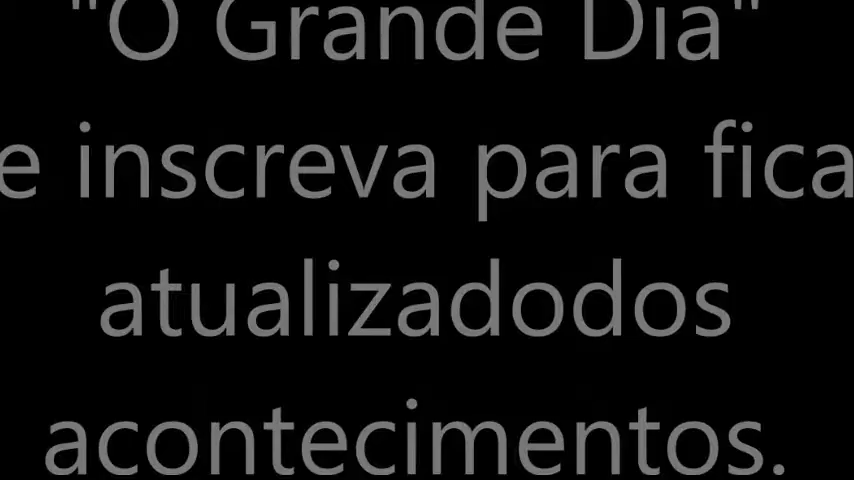 "O Grande Dia"
e inscreva para fica
atualizadodos
acontecimentos.